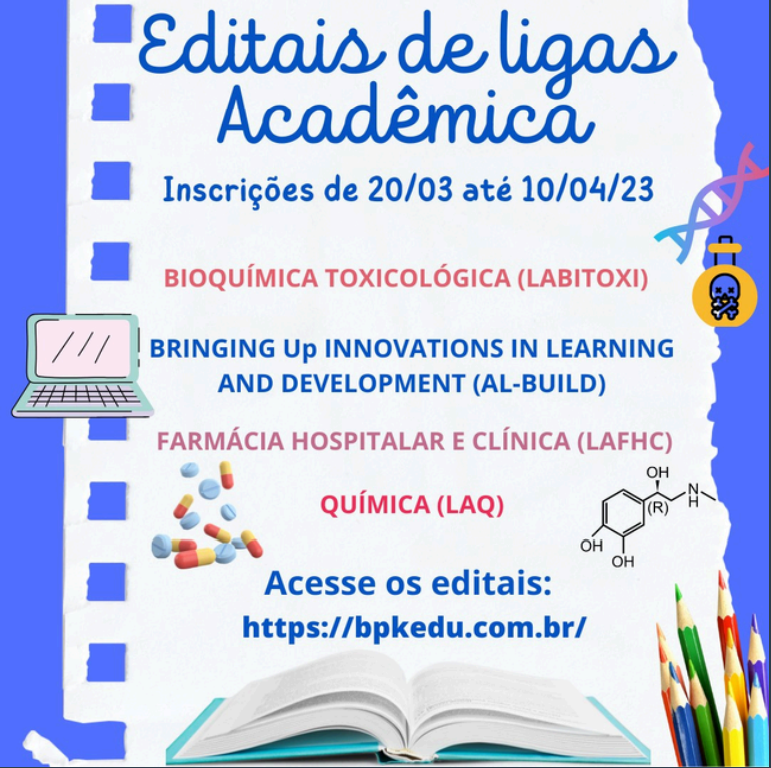 Editais de ligas
Acadêmica
Inscrições de 20/03 até 10/04/23
BIOQUÍMICA TOXICOLÓGICA (LABITOXI)
BRINGING Up INNOVATIONS IN LEARNING
AND DEVELOPMENT (AL-BUILD)
FARMÁCIA HOSPITALAR E CLÍNICA (LAFHC)
QUÍMICA (LAQ)
OH
N
H
(R)
OH
OH
Acesse os editais:
https://bpkedu.com.br/